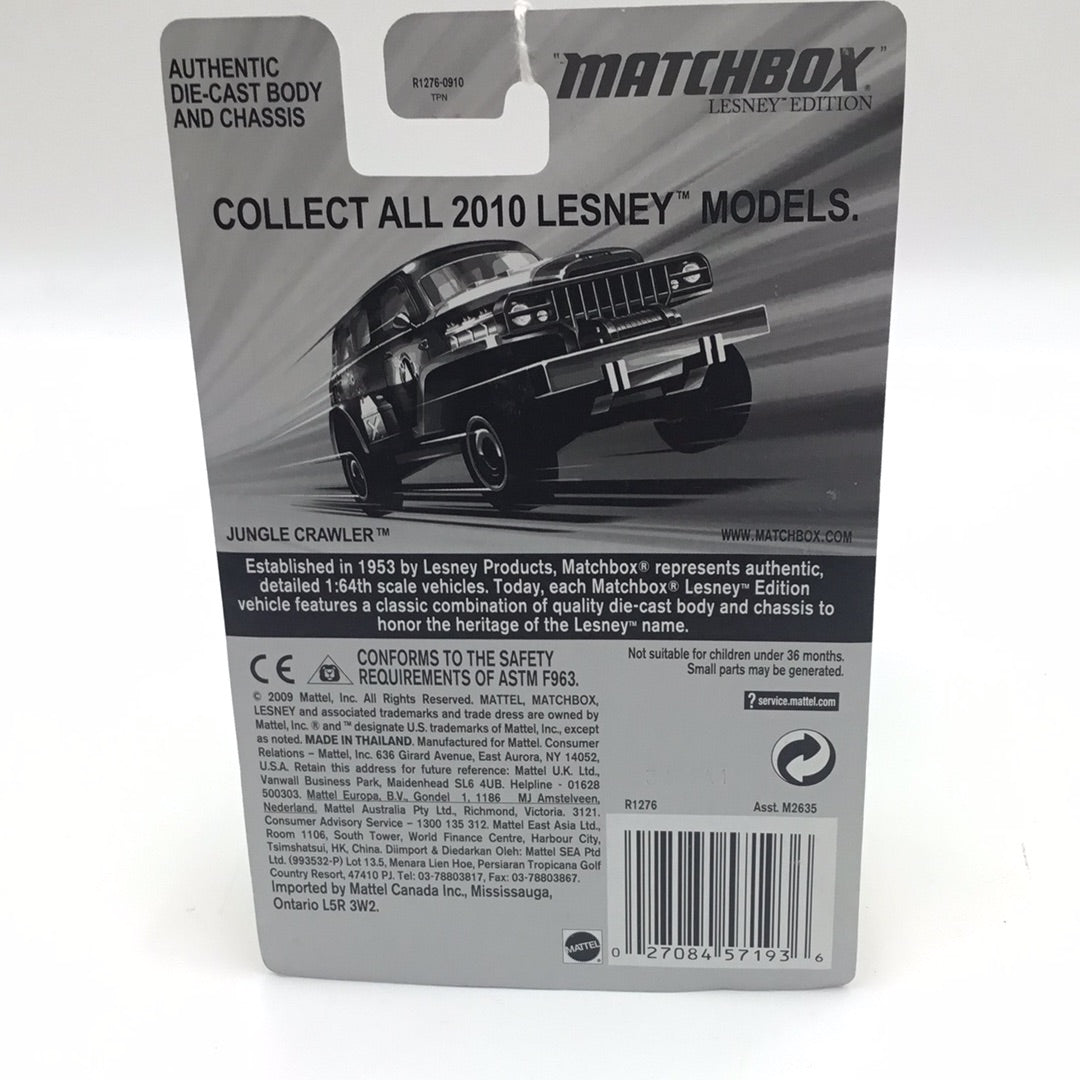 AUTHENTIC
DIE-CAST BODY
AND CHASSIS
R1276-0910
TPN
"MATCHBOX"®
LESNEY™ EDITION
COLLECT ALL 2010 LESNEY™ MODELS.
JUNGLE CRAWLER™
WWW.MATCHBOX.COM
Established in 1953 by Lesney Products, Matchbox® represents authentic,
detailed 1:64th scale vehicles. Today, each Matchbox® Lesney™ Edition
vehicle features a classic combination of quality die-cast body and chassis to
honor the heritage of the Lesney™ name.
CE
CONFORMS TO THE SAFETY
REQUIREMENTS OF ASTM F963.
Not suitable for children under 36 months.
Small parts may be generated.
© 2009 Mattel, Inc. All Rights Reserved. MATTEL, MATCHBOX,
LESNEY and associated trademarks and trade dress are owned by
Mattel, Inc. ® and ™ designate U.S. trademarks of Mattel, Inc., except
as noted. MADE IN THAILAND. Manufactured for Mattel. Consumer
Relations – Mattel, Inc. 636 Girard Avenue, East Aurora, NY 14052,
U.S.A. Retain this address for future reference: Mattel U.K. Ltd.,
Vanwall Business Park, Maidenhead SL6 4UB. Helpline - 01628
500303. Mattel Europa, B.V., Gondel 1, 1186 MJ Amstelveen,
Nederland. Mattel Australia Pty Ltd., Richmond, Victoria. 3121.
Consumer Advisory Service – 1300 135 312. Mattel East Asia Ltd.,
Room 1106, South Tower, World Finance Centre, Harbour City,
Tsimshatsui, HK, China. Diimport & Diedarkan Oleh: Mattel SEA Ptd
Ltd. (993532-P) Lot 13.5, Menara Lien Hoe, Persiaran Tropicana Golf
Country Resort, 47410 PJ. Tel: 03-78803817, Fax: 03-78803867.
Imported by Mattel Canada Inc., Mississauga,
Ontario L5R 3W2.
? service.mattel.com
R1276
Asst. M2635
MATTEL®
0 27084 57193 6